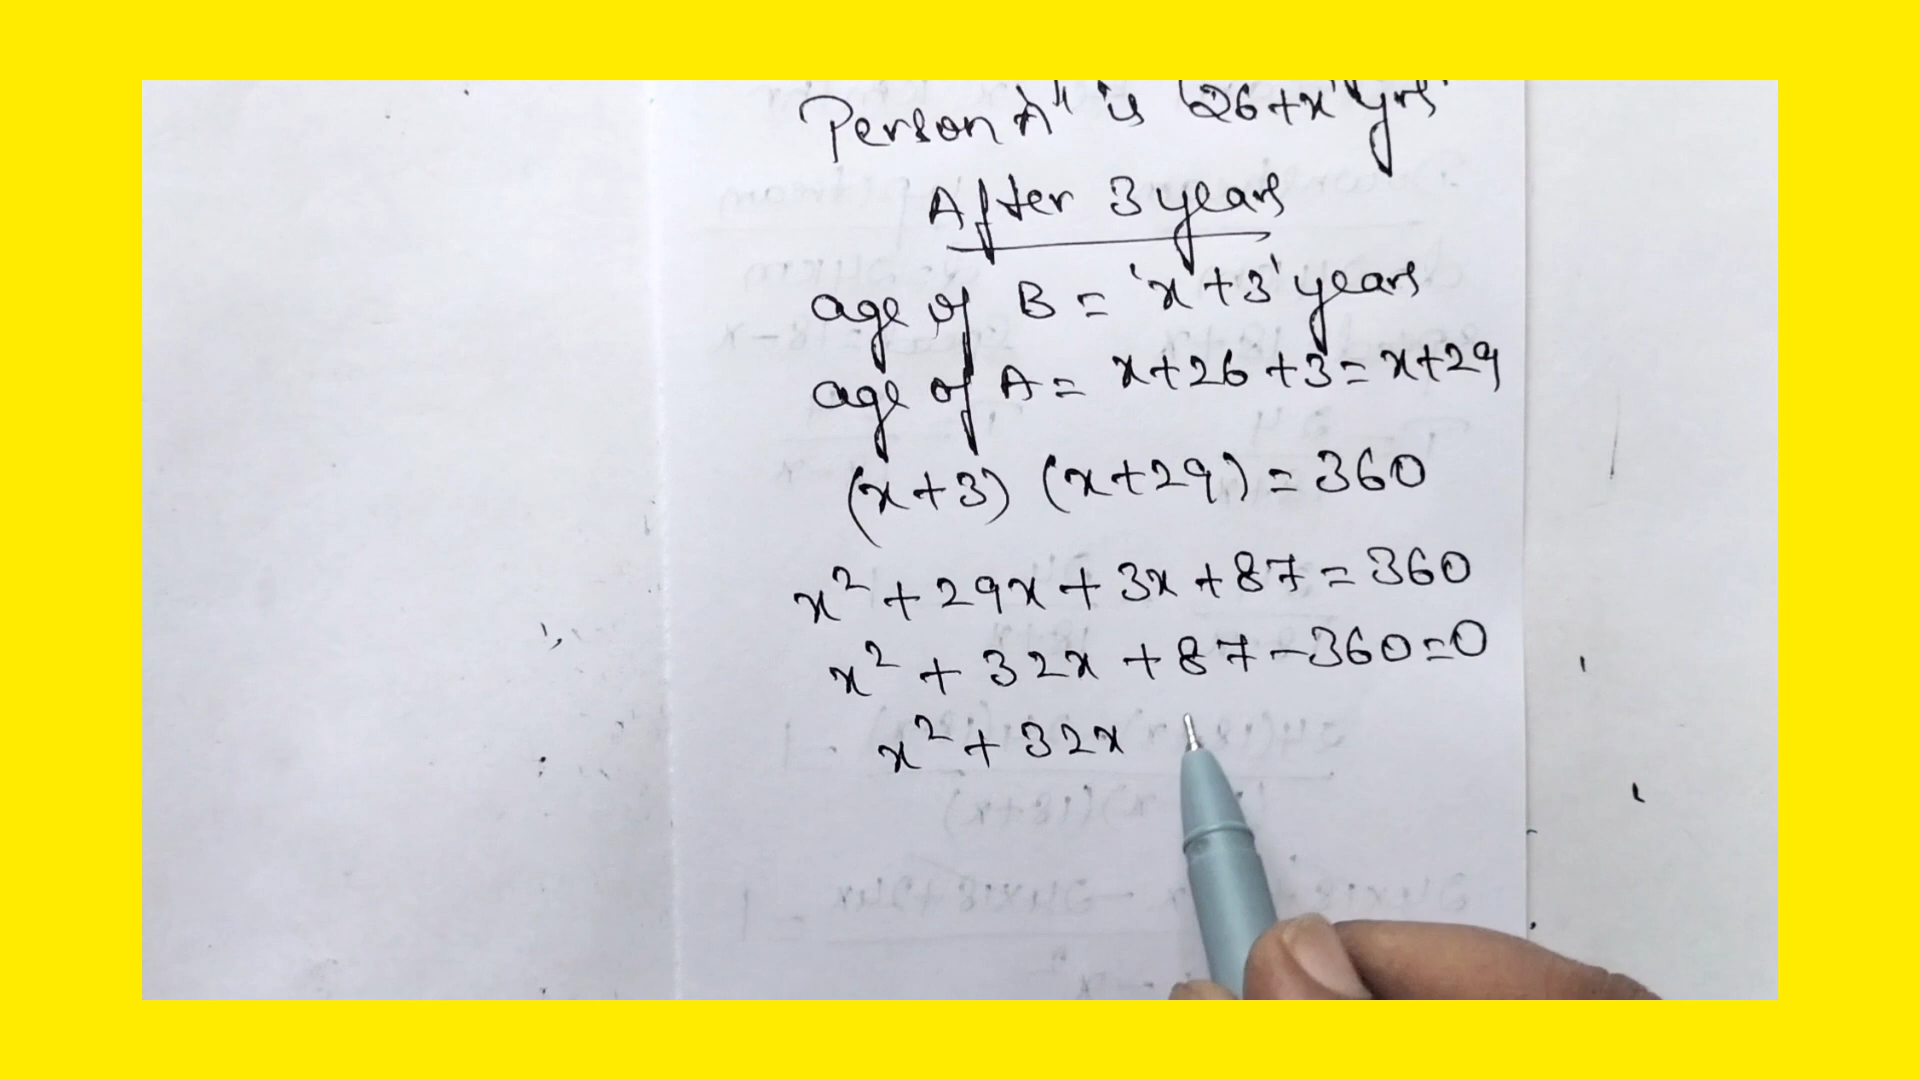 Person A" is '26+x' yrs
After 3 years
age of B = 'x+3' years
age of A = x+26+3 = x+29
(x+3) (x+29) = 360
x² + 29x + 3x + 87 = 360
x² + 32x + 87 - 360 = 0
x² + 32x